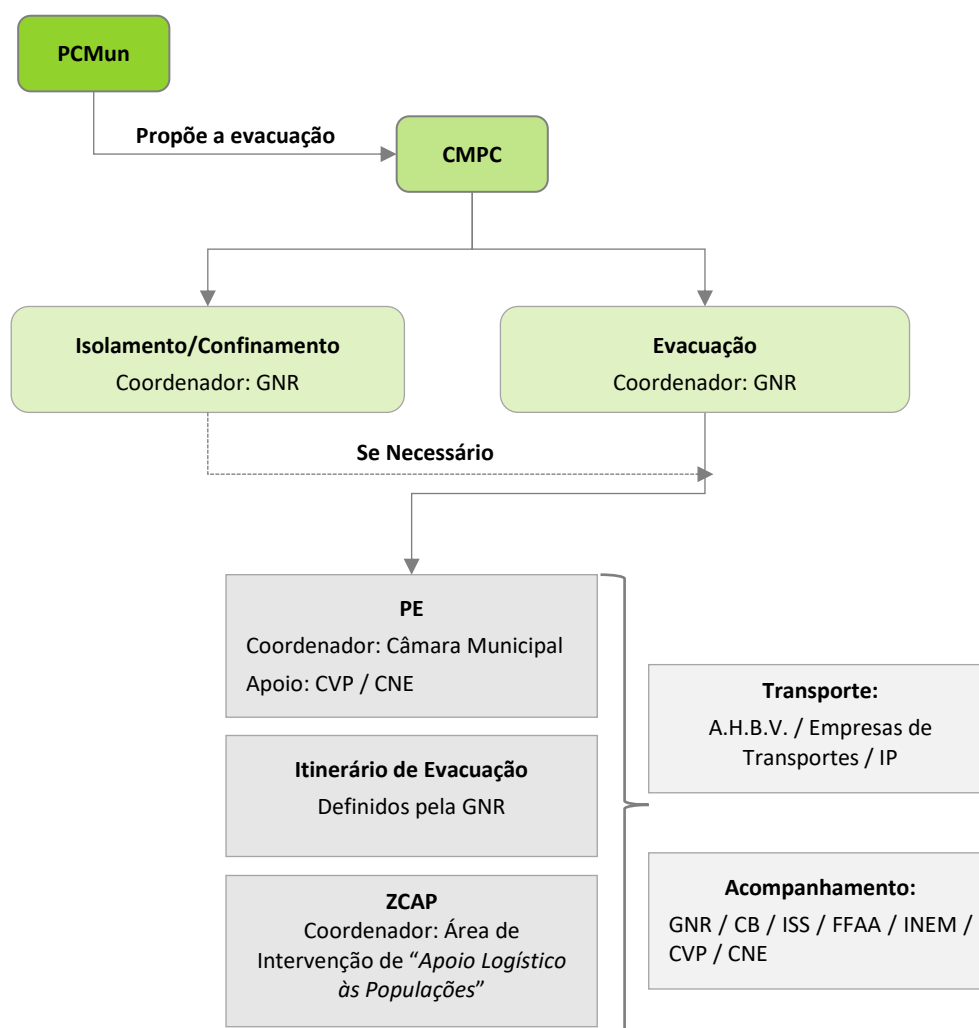 PCMun
Propõe a evacuação
CMPC
Isolamento/Confinamento
Coordenador: GNR
Evacuação
Coordenador: GNR
Se Necessário
PE
Coordenador: Câmara Municipal
Apoio: CVP / CNE
Itinerário de Evacuação
Definidos pela GNR
ZCAP
Coordenador: Área de
Intervenção de “Apoio Logístico
às Populações”
Transporte:
A.H.B.V. / Empresas de
Transportes / IP
Acompanhamento:
GNR / CB / ISS / FFAA / INEM /
CVP / CNE